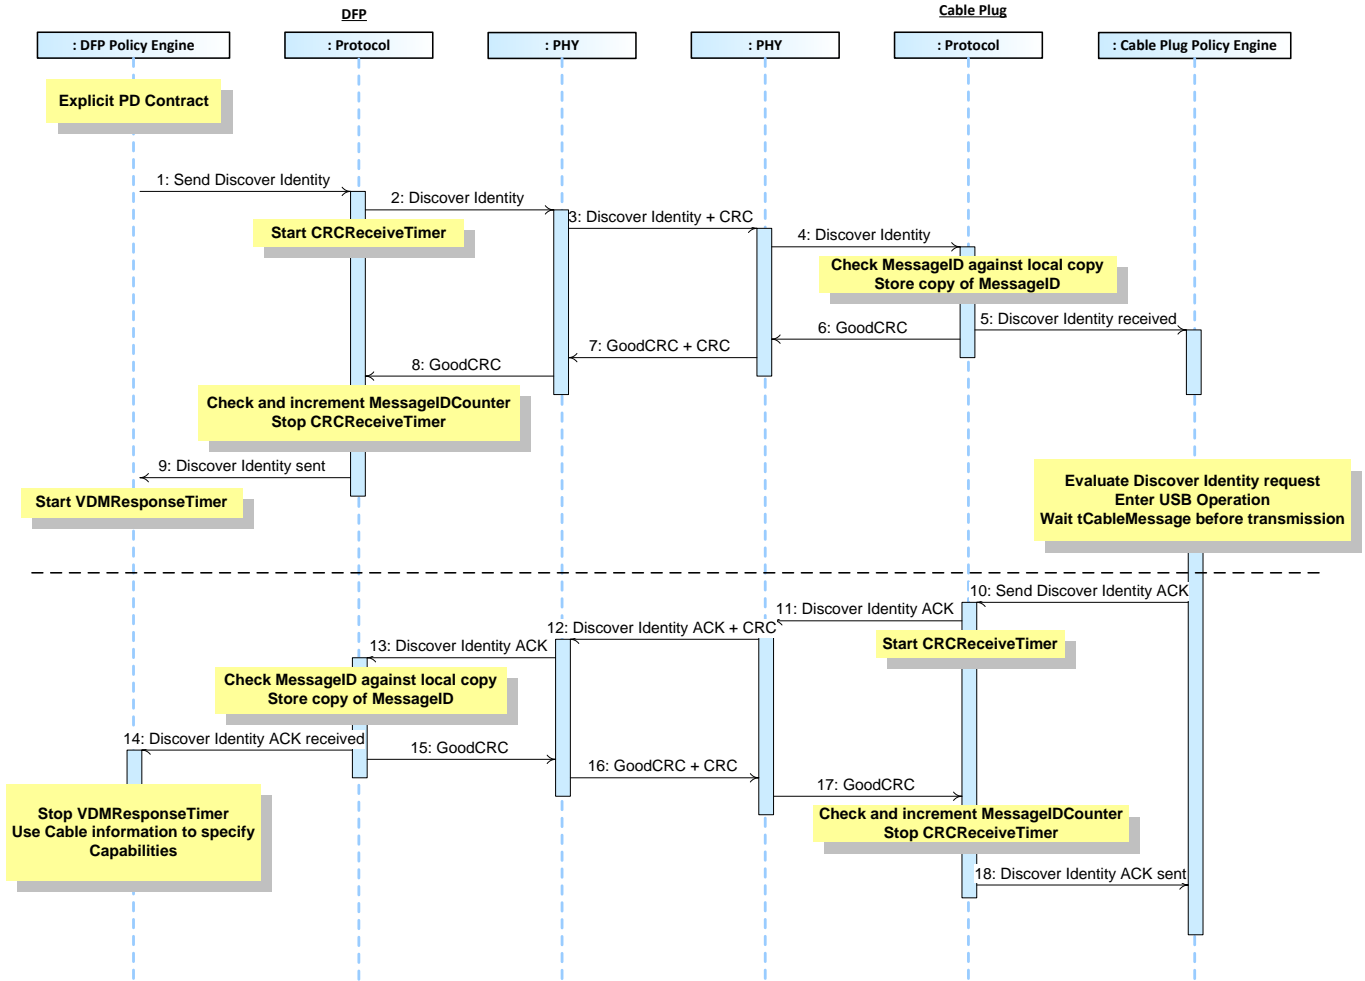 DFP
Cable Plug
: DFP Policy Engine
: Protocol
: PHY
: PHY
: Protocol
: Cable Plug Policy Engine
Explicit PD Contract
1: Send Discover Identity
2: Discover Identity
3: Discover Identity + CRC
Start CRCReceiveTimer
4: Discover Identity
Check MessageID against local copy
Store copy of MessageID
5: Discover Identity received
6: GoodCRC
7: GoodCRC + CRC
8: GoodCRC
Check and increment MessageIDCounter
Stop CRCReceiveTimer
9: Discover Identity sent
Start VDMResponseTimer
Evaluate Discover Identity request
Enter USB Operation
Wait tCableMessage before transmission
10: Send Discover Identity ACK
11: Discover Identity ACK
12: Discover Identity ACK + CRC
Start CRCReceiveTimer
13: Discover Identity ACK
Check MessageID against local copy
Store copy of MessageID
14: Discover Identity ACK received
15: GoodCRC
16: GoodCRC + CRC
17: GoodCRC
Stop VDMResponseTimer
Use Cable information to specify
Capabilities
Check and increment MessageIDCounter
Stop CRCReceiveTimer
18: Discover Identity ACK sent